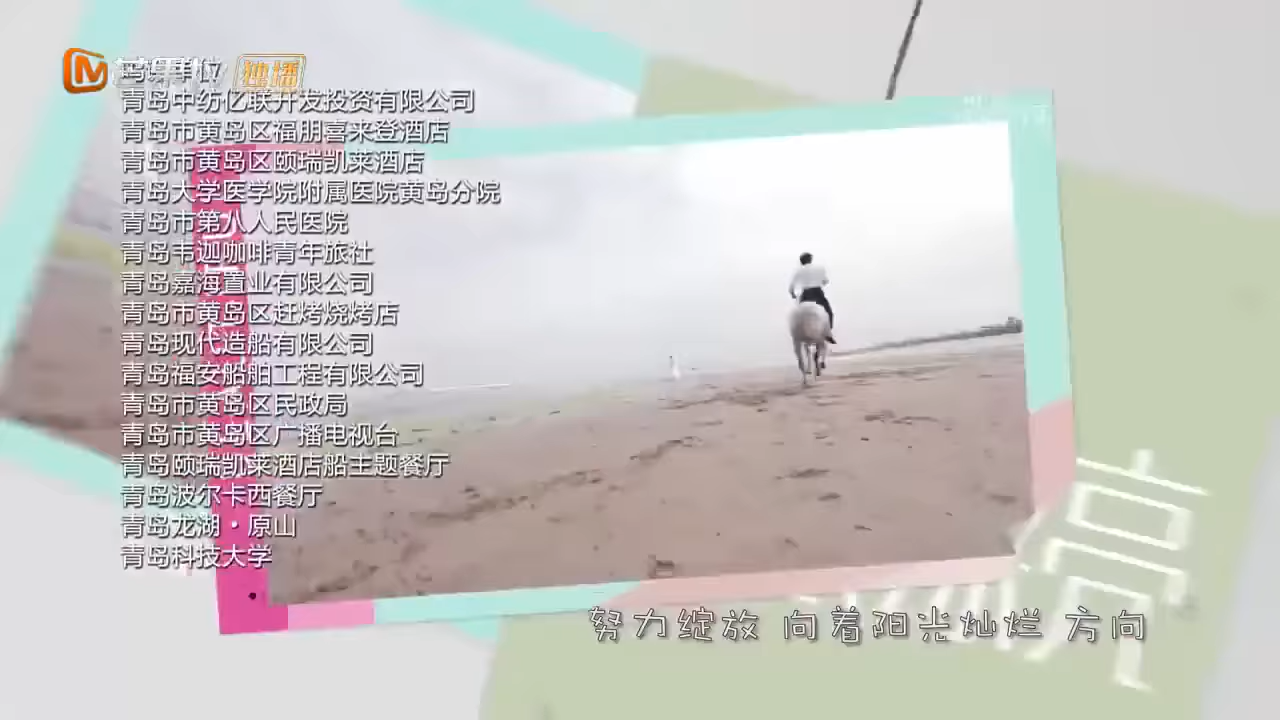 独播
青岛中纺亿联开发投资有限公司
青岛市黄岛区福朋喜来登酒店
青岛市黄岛区颐瑞凯莱酒店
青岛大学医学院附属医院黄岛分院
青岛市第八人民医院
青岛韦迦咖啡青年旅社
青岛嘉海置业有限公司
青岛市黄岛区赶烤烧烤店
青岛现代造船有限公司
青岛福安船舶工程有限公司
青岛市黄岛区民政局
青岛市黄岛区广播电视台
青岛颐瑞凯莱酒店船主题餐厅
青岛波尔卡西餐厅
青岛龙湖·原山
青岛科技大学
努力绽放 向着阳光灿烂 方向